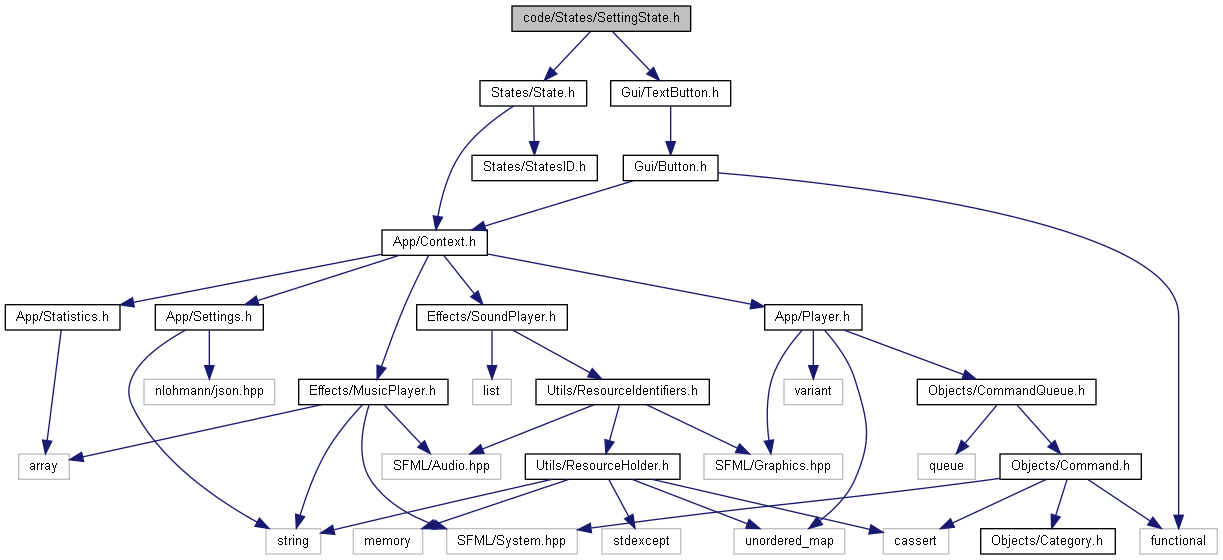 code/States/SettingState.h
States/State.h
Gui/TextButton.h
States/StatesID.h
Gui/Button.h
App/Context.h
App/Statistics.h
App/Settings.h
Effects/SoundPlayer.h
App/Player.h
nlohmann/json.hpp
Effects/MusicPlayer.h
list
Utils/ResourceIdentifiers.h
variant
Objects/CommandQueue.h
array
SFML/Audio.hpp
Utils/ResourceHolder.h
SFML/Graphics.hpp
queue
Objects/Command.h
string
memory
SFML/System.hpp
stdexcept
unordered_map
cassert
Objects/Category.h
functional